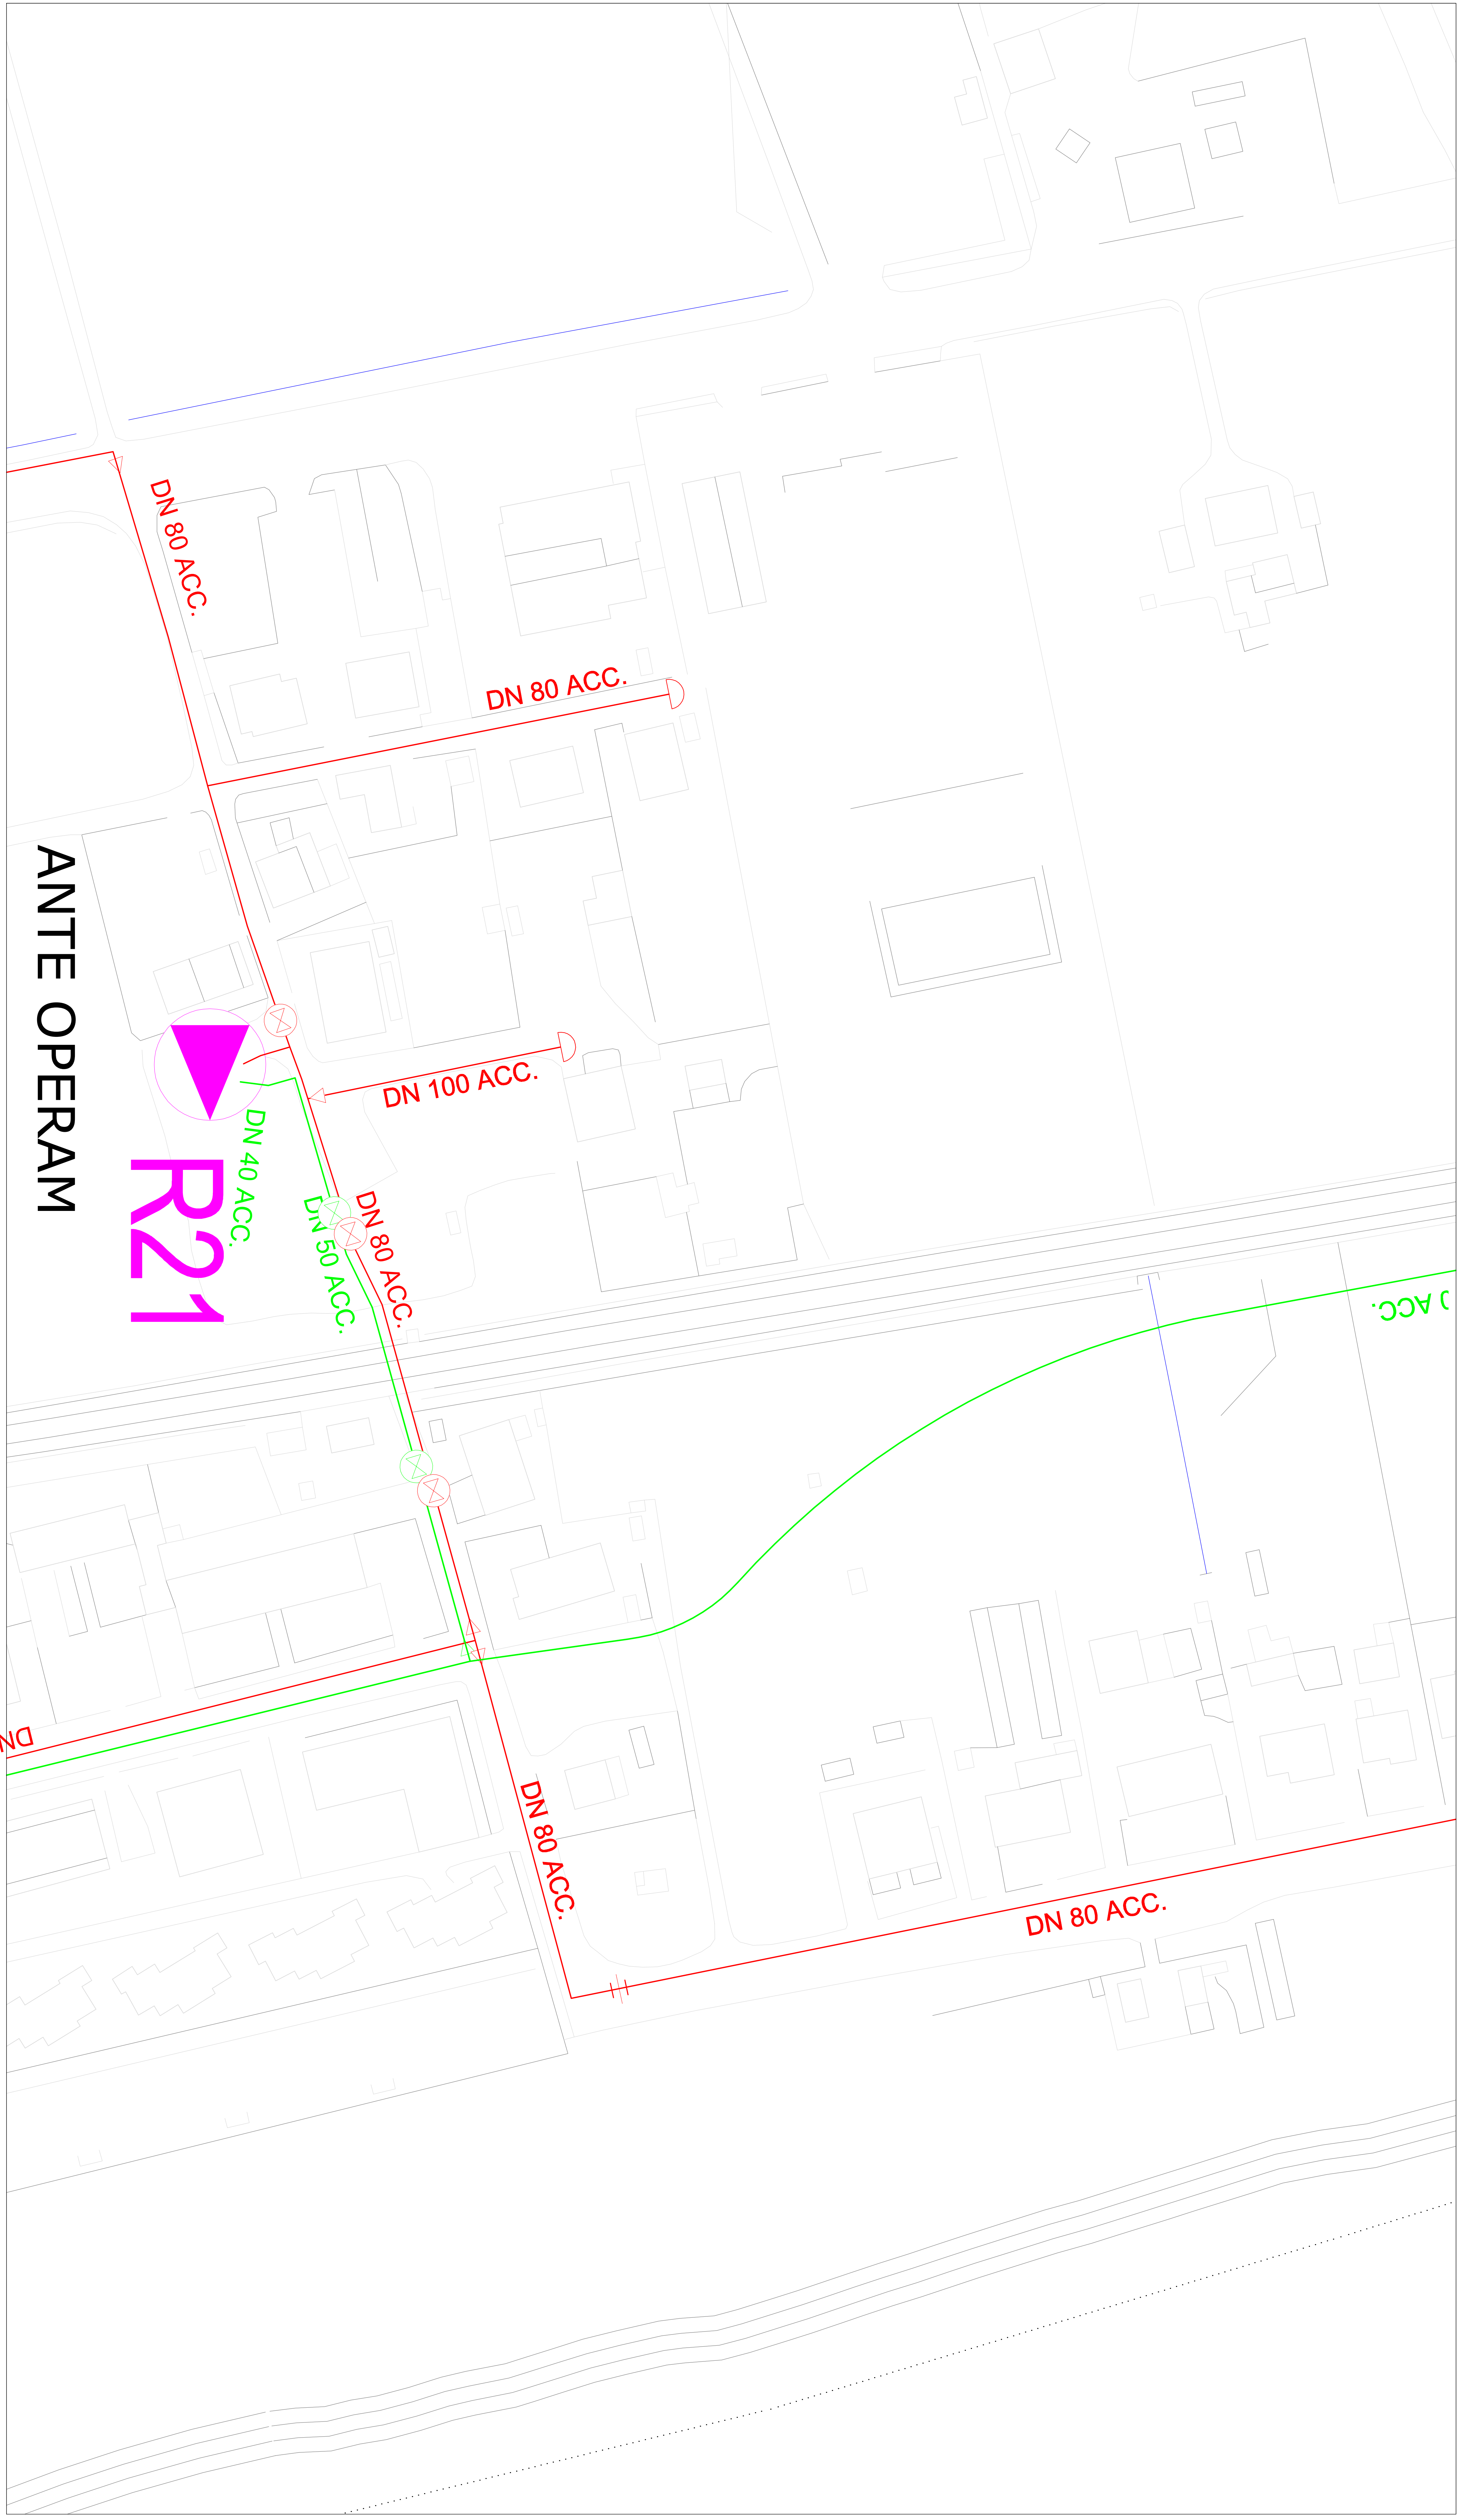 DN 80 ACC.
DN 80 ACC.
ANTE OPERAM
DN 100 ACC.
DN 40 ACC.
R21
DN 80 ACC.
DN 50 ACC.
ACC.
DN
DN 80 ACC.
DN 80 ACC.